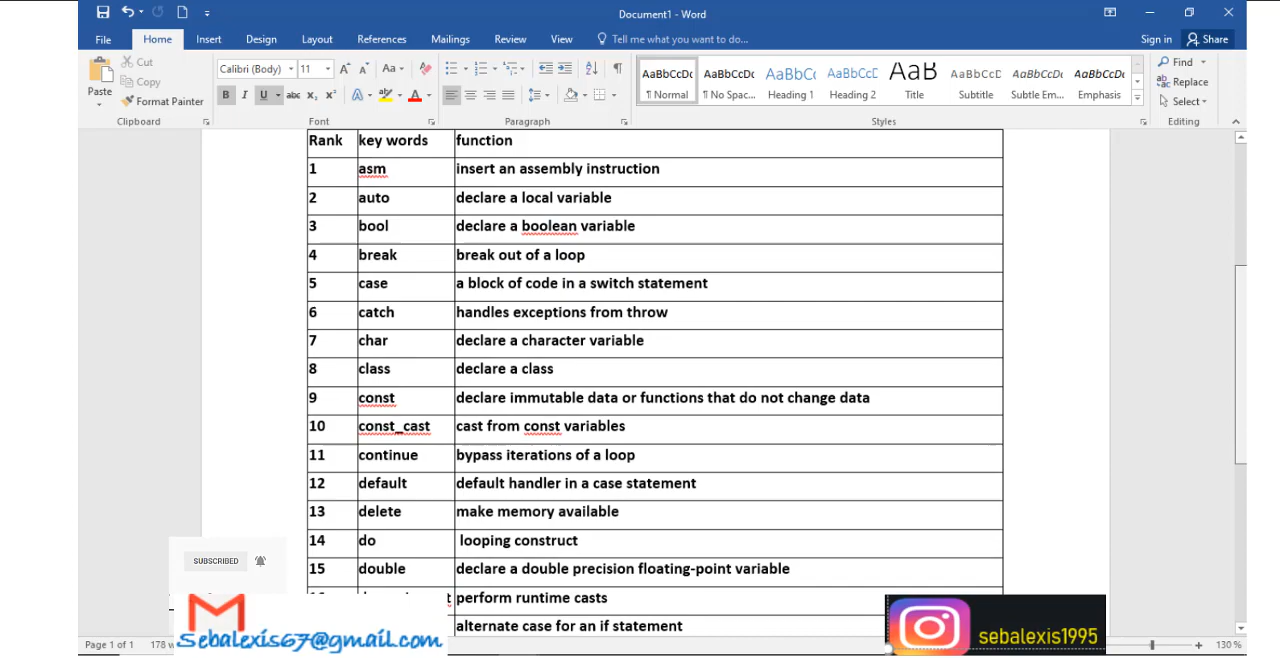 Document1 - Word
File Home Insert Design Layout References Mailings Review View Tell me what you want to do... Sign in Share
Paste Cut Copy Format Painter Clipboard
Calibri (Body) 11 Font
Paragraph
AaBbCcDc AaBbCcDc AaBbCc AaBbCcD AaB AaBbCcD AaBbCcDc AaBbCcDc
¶ Normal ¶ No Spac... Heading 1 Heading 2 Title Subtitle Subtle Em... Emphasis
Styles
Find Replace Select Editing
Rank key words function
1 asm insert an assembly instruction
2 auto declare a local variable
3 bool declare a boolean variable
4 break break out of a loop
5 case a block of code in a switch statement
6 catch handles exceptions from throw
7 char declare a character variable
8 class declare a class
9 const declare immutable data or functions that do not change data
10 const_cast cast from const variables
11 continue bypass iterations of a loop
12 default default handler in a case statement
13 delete make memory available
14 do looping construct
15 double declare a double precision floating-point variable
perform runtime casts
alternate case for an if statement
SUBSCRIBED
Sebalexis67@gmail.com
sebalexis1995
Page 1 of 1 178 130 %